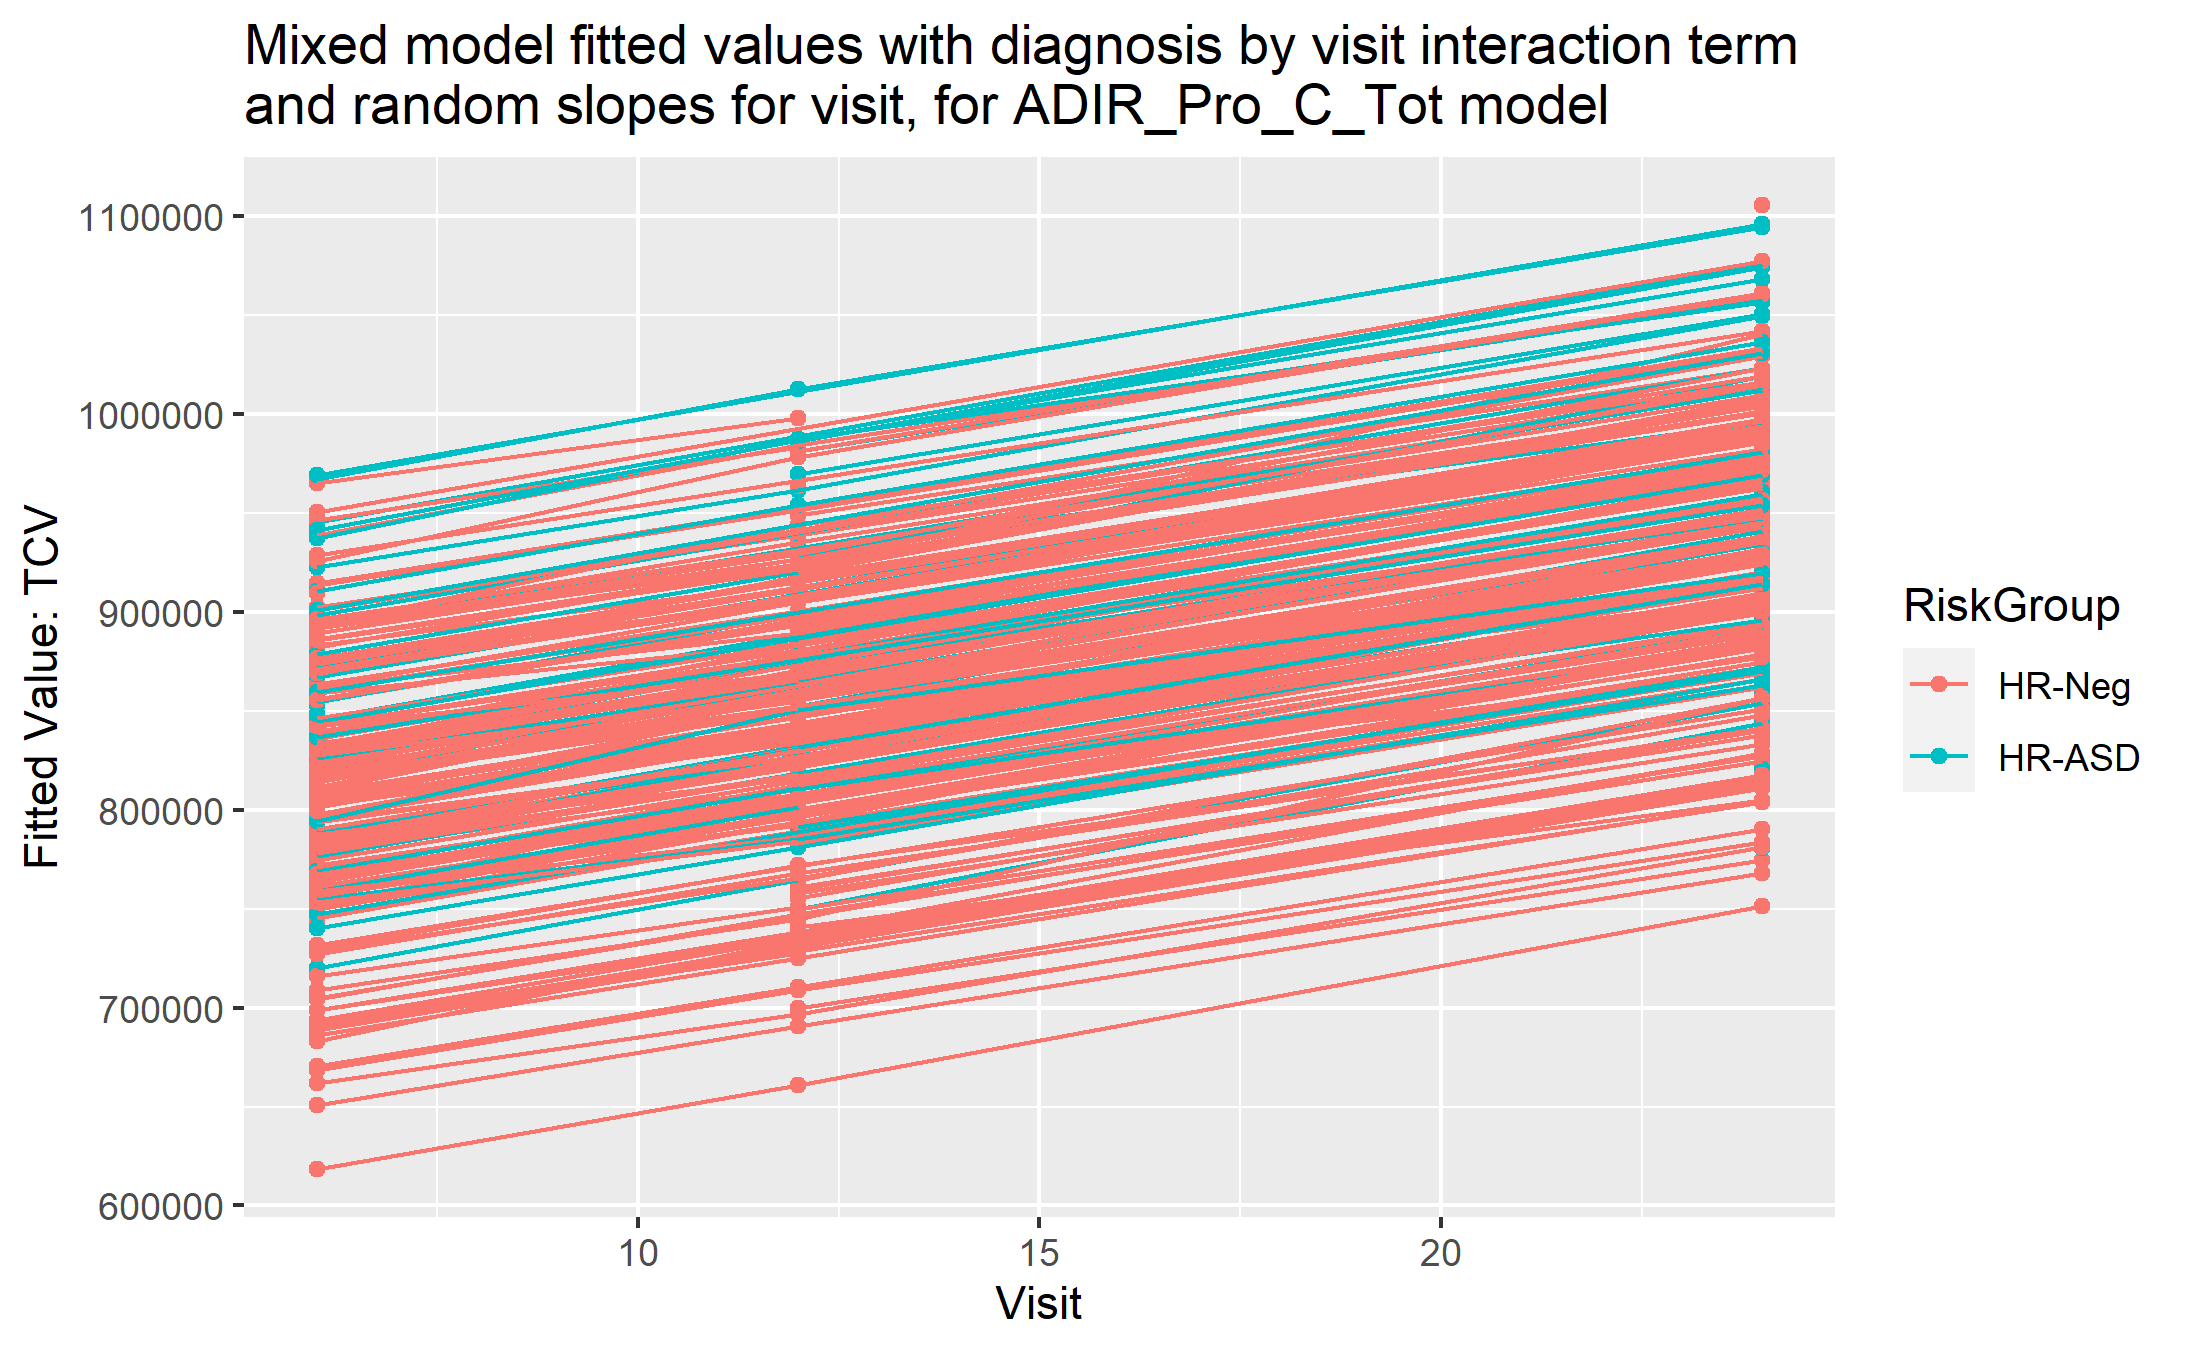 Mixed model fitted values with diagnosis by visit interaction term
and random slopes for visit, for ADIR_Pro_C_Tot model
1100000
1000000
900000
800000
700000
600000
Fitted Value: TCV
10
15
20
Visit
RiskGroup
HR-Neg
HR-ASD